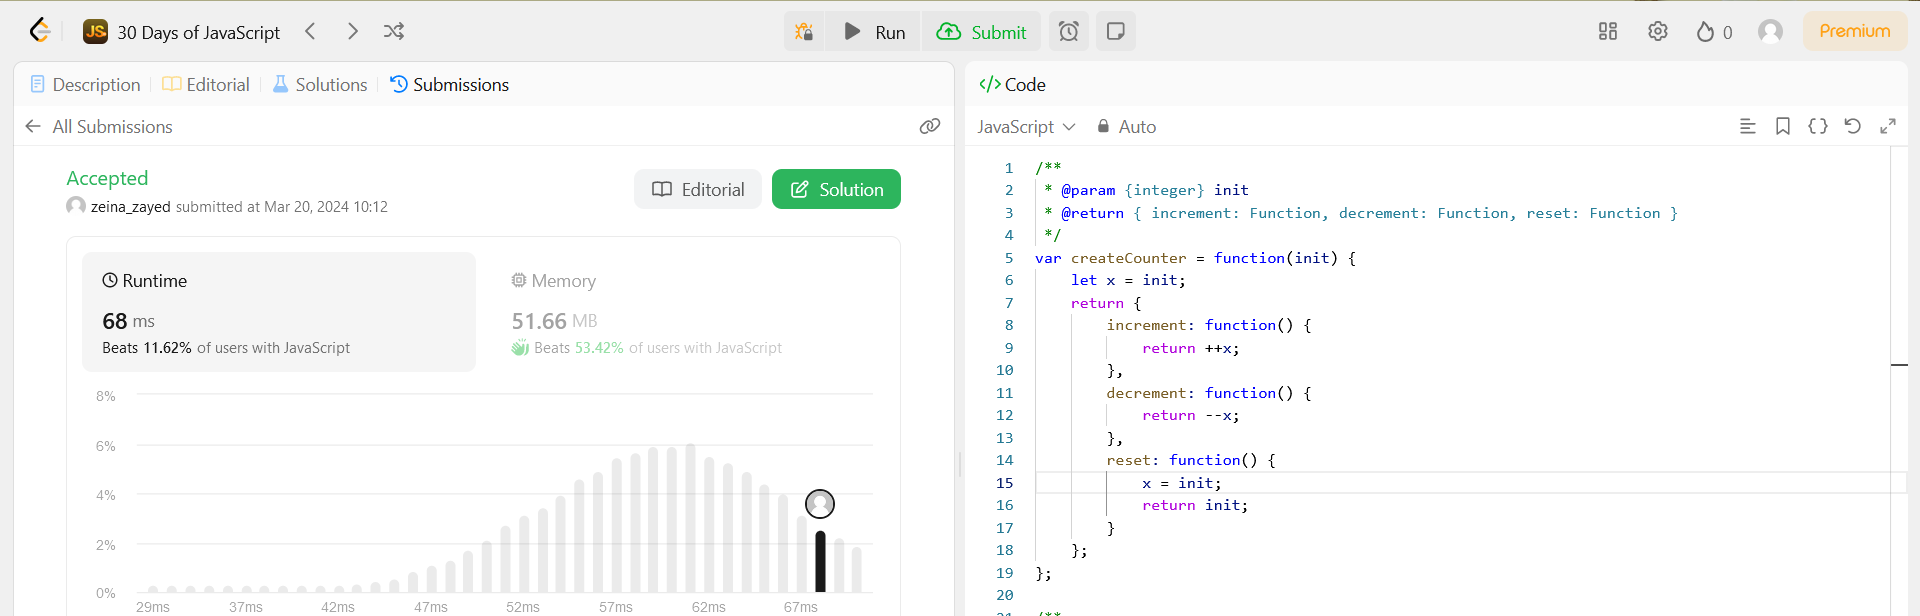 JS 30 Days of JavaScript
Run
Submit
0
Premium
Description
Editorial
Solutions
Submissions
All Submissions
Accepted
zeina_zayed submitted at Mar 20, 2024 10:12
Editorial
Solution
Runtime
68 ms
Beats 11.62% of users with JavaScript
Memory
51.66 MB
Beats 53.42% of users with JavaScript
8%
6%
4%
2%
0%
29ms 37ms 42ms 47ms 52ms 57ms 62ms 67ms
</> Code
JavaScript
Auto
1 /**
2 * @param {integer} init
3 * @return { increment: Function, decrement: Function, reset: Function }
4 */
5 var createCounter = function(init) {
6 let x = init;
7 return {
8 increment: function() {
9 return ++x;
10 },
11 decrement: function() {
12 return --x;
13 },
14 reset: function() {
15 x = init;
16 return init;
17 }
18 };
19 };
20
21 /**